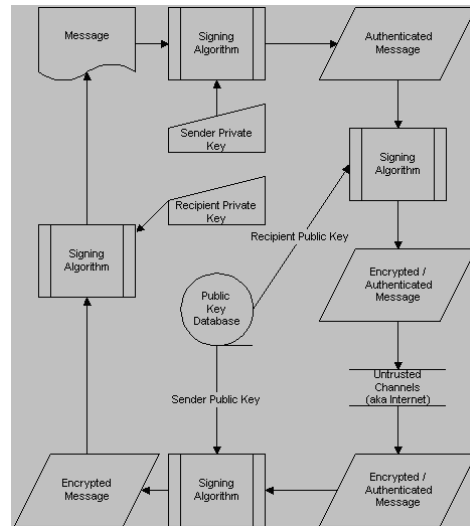 Message
Signing
Algorithm
Authenticated
Message
Sender Private
Key
Signing
Algorithm
Recipient Private
Key
Signing
Algorithm
Recipient Public Key
Encrypted /
Authenticated
Message
Public
Key
Database
Untrusted
Channels
(aka Internet)
Sender Public Key
Encrypted
Message
Signing
Algorithm
Encrypted /
Authenticated
Message